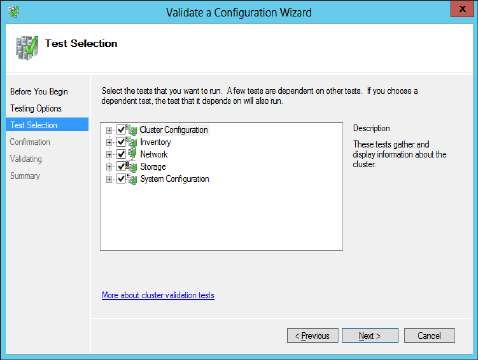 Validate a Configuration Wizard
x
Test Selection
Before You Begin
Testing Options
Test Selection
Confirmation
Validating
Summary
Select the tests that you want to run. A few tests are dependent on other tests. If you choose a
dependent test, the test that it depends on will also run.
Cluster Configuration
Inventory
Network
Storage
System Configuration
Description
These tests gather and
display information about the
cluster.
More about cluster validation tests
< Previous
Next >
Cancel